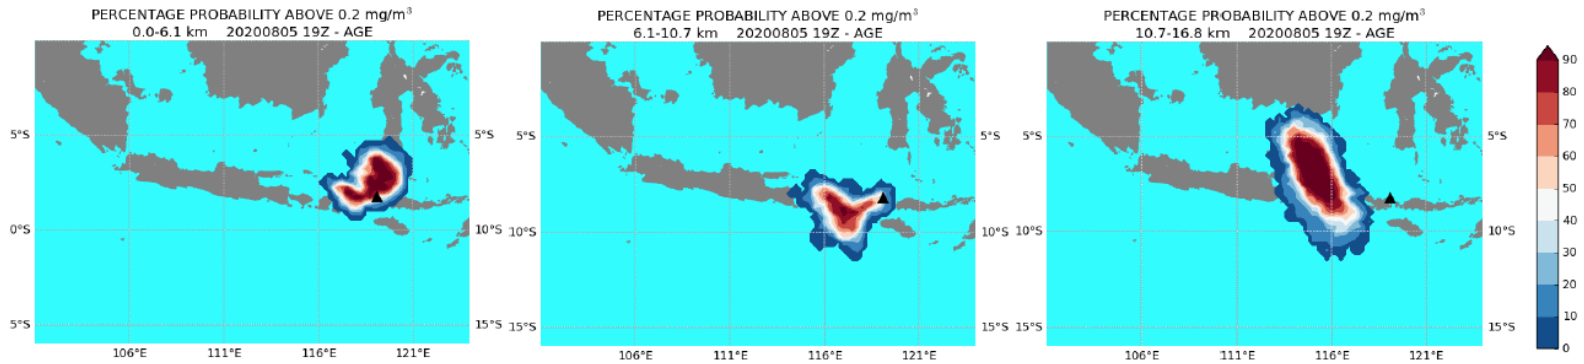 PERCENTAGE PROBABILITY ABOVE 0.2 mg/m³
0.0-6.1 km 20200805 19Z - AGE
5°S
0°S
5°S
5°S
10°S
15°S
106°E
111°E
116°E
121°E
PERCENTAGE PROBABILITY ABOVE 0.2 mg/m³
6.1-10.7 km 20200805 19Z - AGE
5°S
10°S
15°S
5°S
10°S
15°S
106°E
111°E
116°E
121°E
PERCENTAGE PROBABILITY ABOVE 0.2 mg/m³
10.7-16.8 km 20200805 19Z - AGE
5°S
10°S
15°S
5°S
10°S
15°S
106°E
111°E
116°E
121°E
90
80
70
60
50
40
30
20
10
0